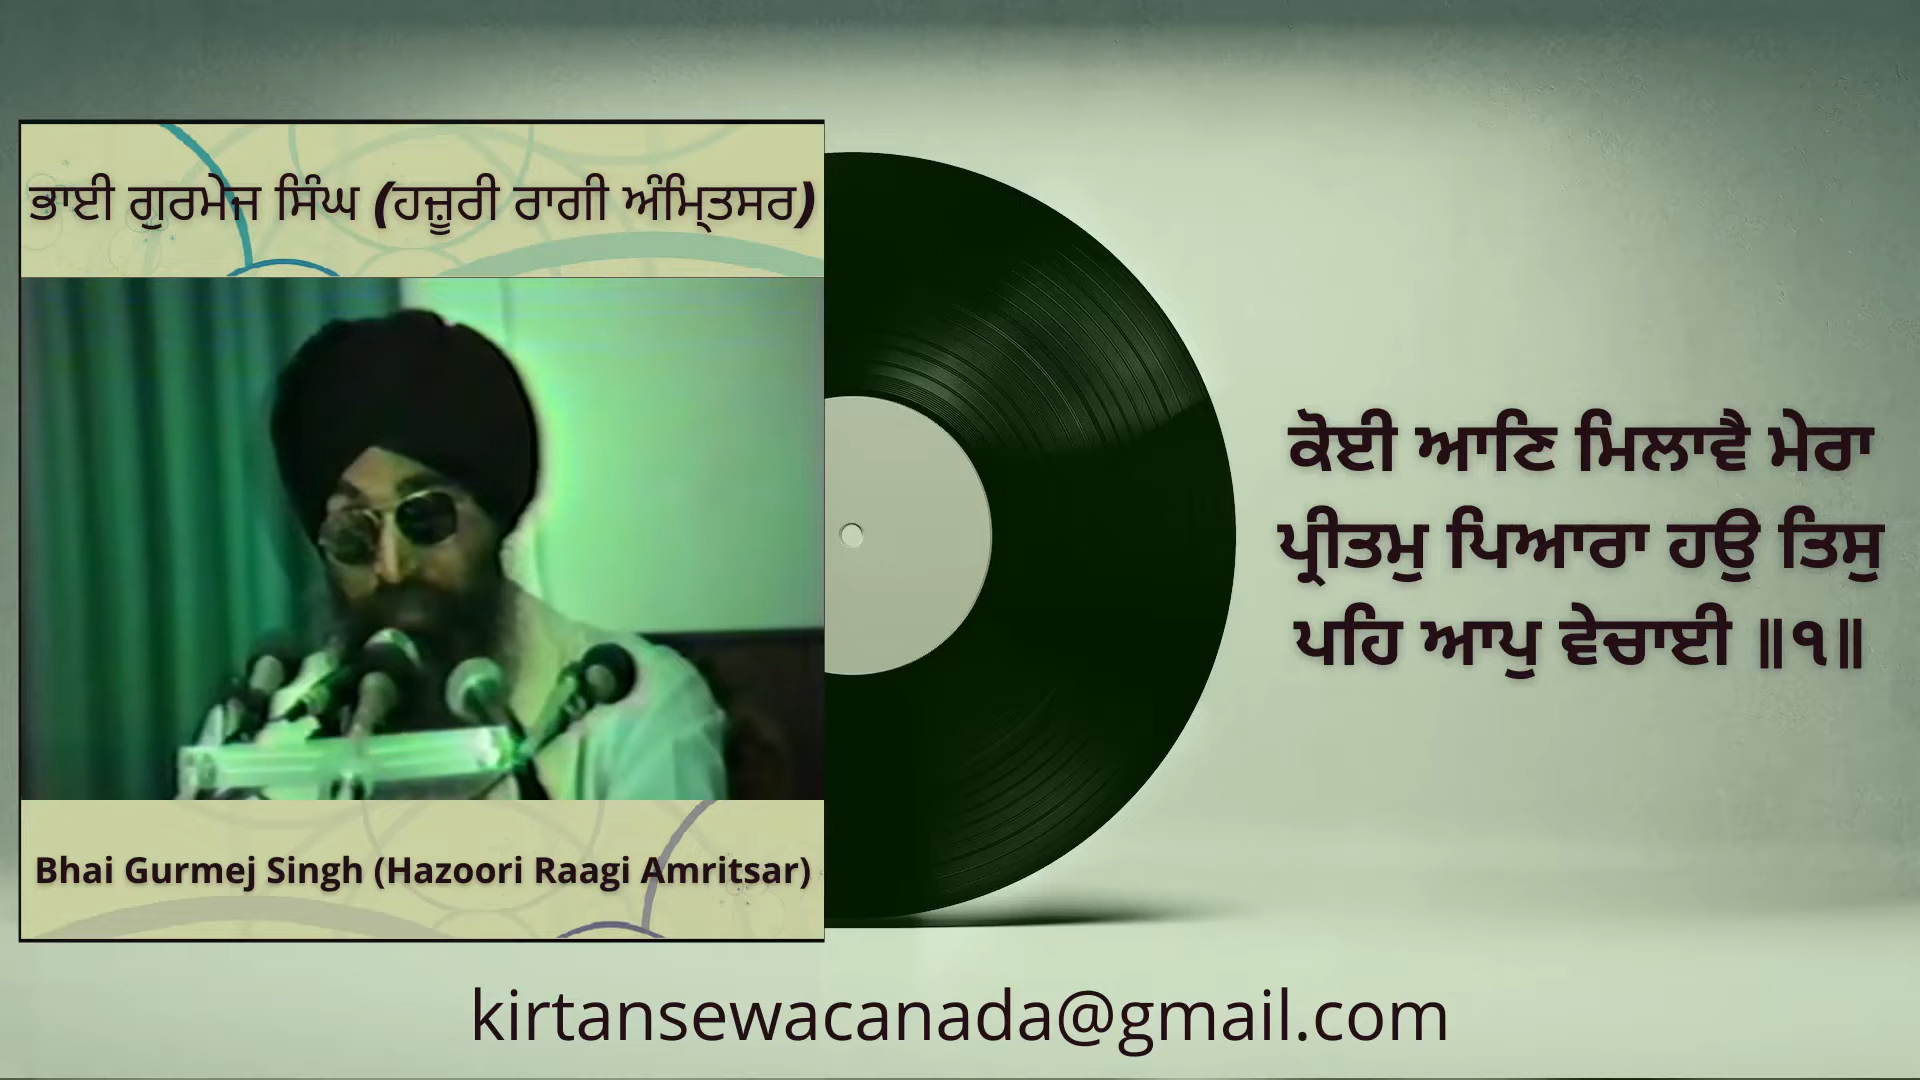 ਭਾਈ ਗੁਰਮੇਜ ਸਿੰਘ (ਹਜ਼ੂਰੀ ਰਾਗੀ ਅੰਮ੍ਰਿਤਸਰ)
Bhai Gurmej Singh (Hazoori Raagi Amritsar)
ਕੋਈ ਆਣਿ ਮਿਲਾਵੈ ਮੇਰਾ
ਪ੍ਰੀਤਮੁ ਪਿਆਰਾ ਹਉ ਤਿਸੁ
ਪਹਿ ਆਪੁ ਵੇਚਾਈ ॥੧॥
kirtansewacanada@gmail.com